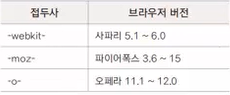 접두사 브라우저 버전
-webkit- 사파리 5.1 ~ 6.0
-moz- 파이어폭스 3.6 ~ 15
-o- 오페라 11.1 ~ 12.0